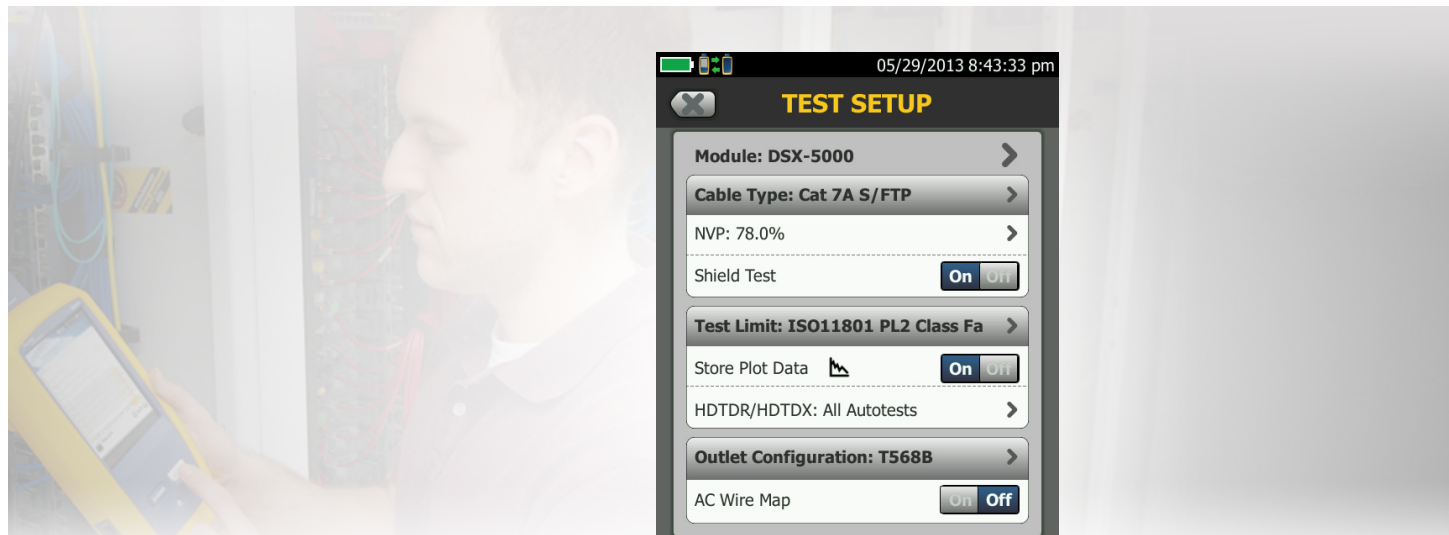 05/29/2013 8:43:33 pm
TEST SETUP
Module: DSX-5000
Cable Type: Cat 7A S/FTP
NVP: 78.0%
Shield Test On Off
Test Limit: ISO11801 PL2 Class Fa
Store Plot Data On Off
HDTDR/HDTDX: All Autotests
Outlet Configuration: T568B
AC Wire Map On Off